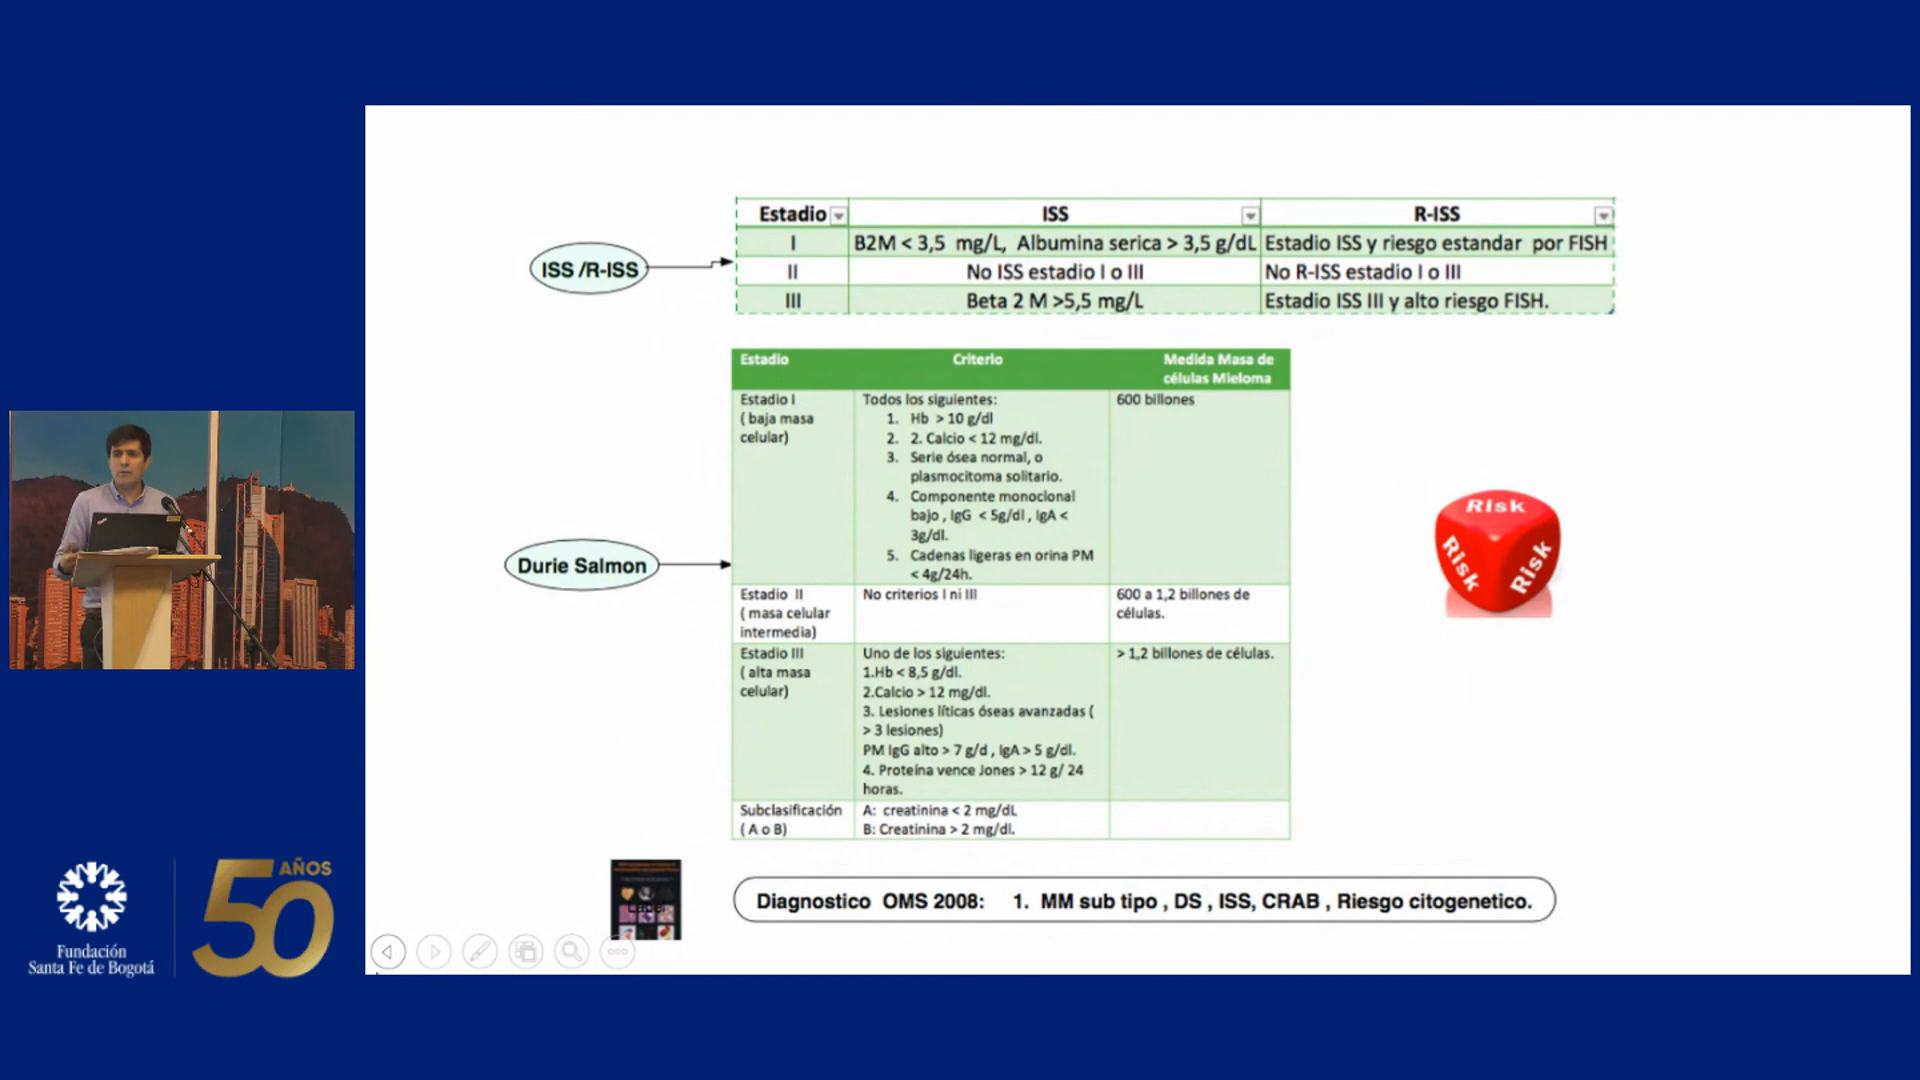 Estadio ISS R-ISS
I B2M < 3,5 mg/L, Albumina serica > 3,5 g/dL Estadio ISS y riesgo estandar por FISH
II No ISS estadio I o III No R-ISS estadio I o III
III Beta 2 M >5,5 mg/L Estadio ISS III y alto riesgo FISH.
ISS /R-ISS
Estadio Criterio Medida Masa de
células Mieloma
Estadio I
( baja masa
celular)
Todos los siguientes:
1. Hb > 10 g/dl
2. 2. Calcio < 12 mg/dl.
3. Serie ósea normal, o
plasmocitoma solitario.
4. Componente monoclonal
bajo , IgG < 5g/dl , IgA <
3g/dl.
5. Cadenas ligeras en orina PM
< 4g/24h.
600 billones
Durie Salmon
Estadio II
( masa celular
intermedia)
No criterios I ni III
600 a 1,2 billones de
células.
Estadio III
( alta masa
celular)
Uno de los siguientes:
1.Hb < 8,5 g/dl.
2.Calcio > 12 mg/dl.
3. Lesiones líticas óseas avanzadas (
> 3 lesiones)
PM IgG alto > 7 g/d , IgA > 5 g/dl.
4. Proteína vence Jones > 12 g/ 24
horas.
> 1,2 billones de células.
Subclasificación
( A o B)
A: creatinina < 2 mg/dL
B: Creatinina > 2 mg/dl.
Risk
Risk
Risk
Diagnostico OMS 2008: 1. MM sub tipo , DS , ISS, CRAB , Riesgo citogenetico.
Fundación
Santa Fe de Bogotá
50
AÑOS